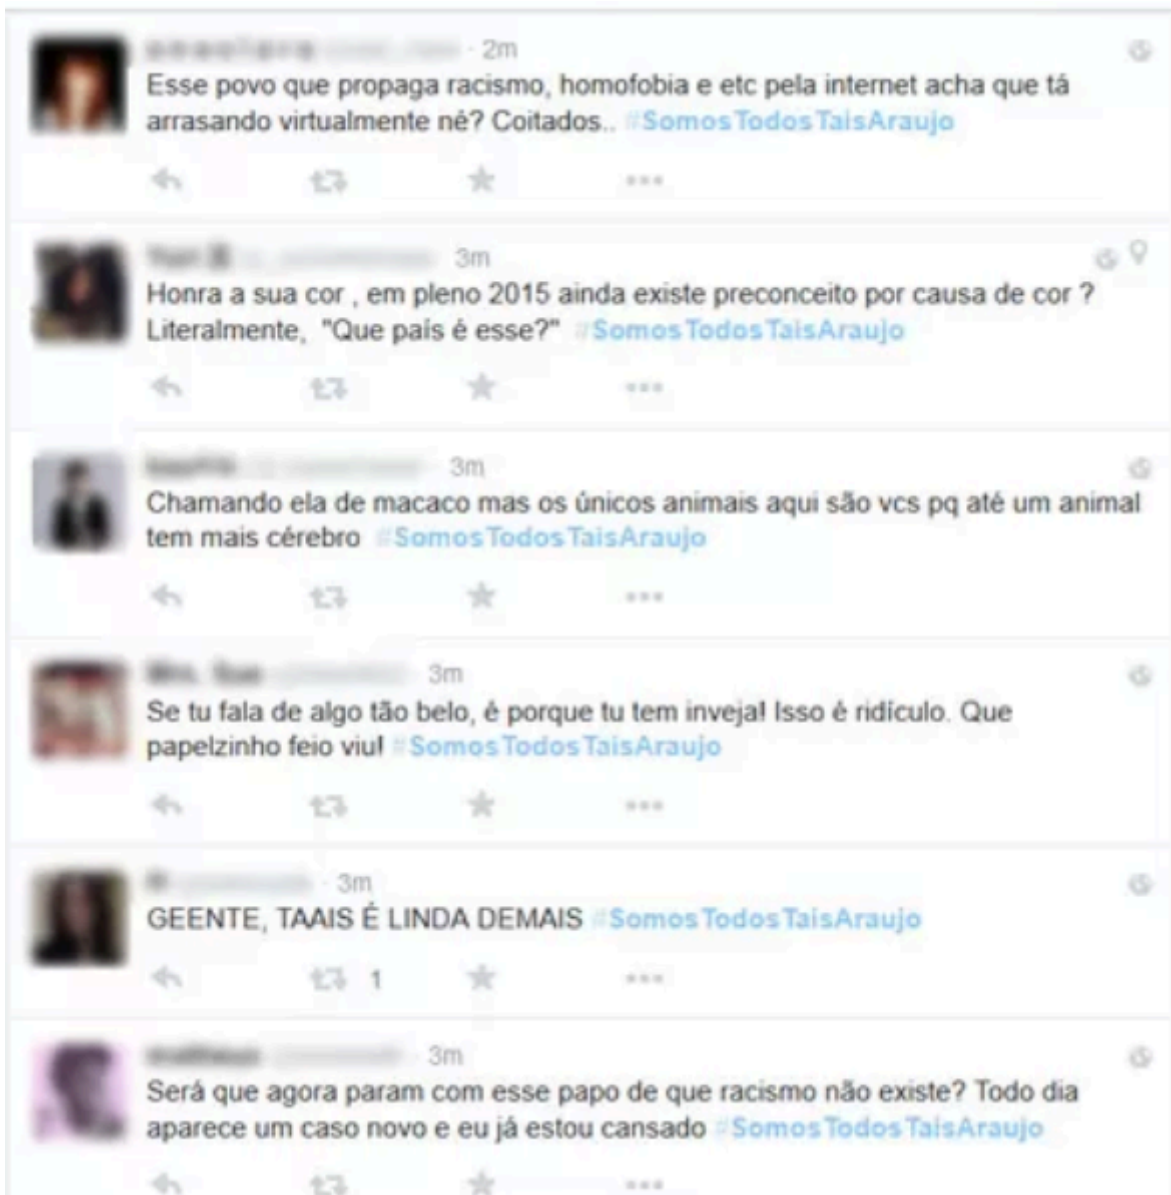 2m
Esse povo que propaga racismo, homofobia e etc pela internet acha que tá
arrasando virtualmente né? Coitados.. #SomosTodosTaisAraujo
3m
Honra a sua cor , em pleno 2015 ainda existe preconceito por causa de cor ?
Literalmente, "Que país é esse?" #SomosTodosTaisAraujo
3m
Chamando ela de macaco mas os únicos animais aqui são vcs pq até um animal
tem mais cérebro #SomosTodosTaisAraujo
3m
Se tu fala de algo tão belo, é porque tu tem inveja! Isso é ridículo. Que
papelzinho feio viu! #SomosTodosTaisAraujo
3m
GEENTE, TAAIS É LINDA DEMAIS #SomosTodosTaisAraujo
1
3m
Será que agora param com esse papo de que racismo não existe? Todo dia
aparece um caso novo e eu já estou cansado #SomosTodosTaisAraujo